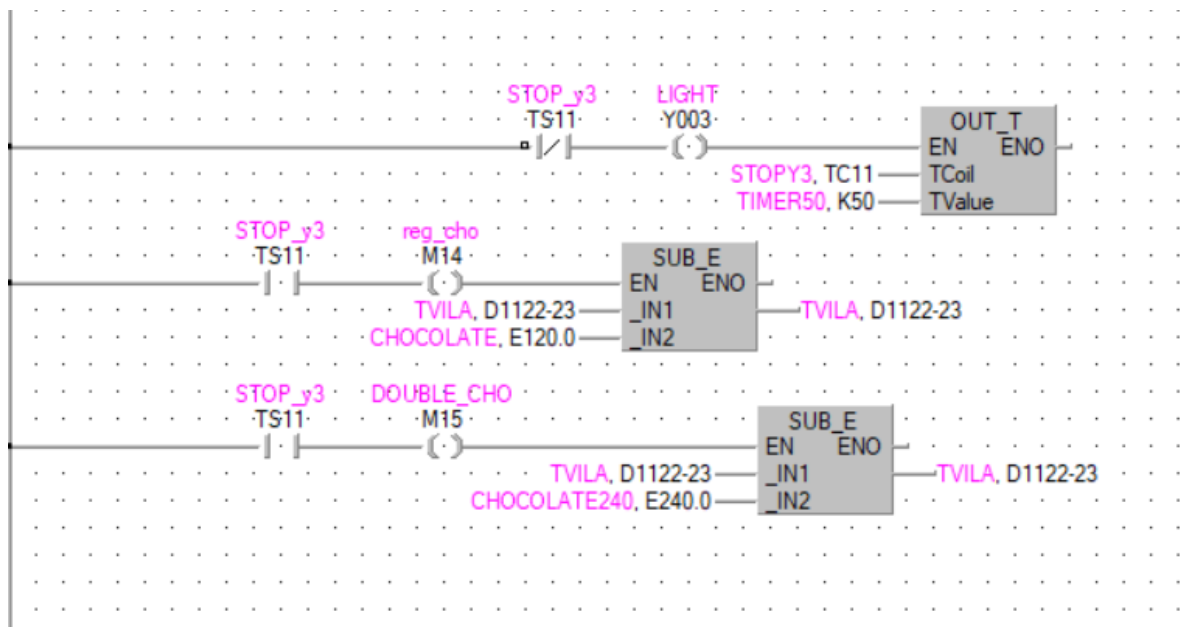 STOP_y3 LIGHT
TS11 Y003 OUT_T
EN ENO
STOPY3, TC11 TCoil
TIMER50, K50 TValue
STOP_y3 reg_cho
TS11 M14 SUB_E
EN ENO
TVILA, D1122-23 _IN1 TVILA, D1122-23
CHOCOLATE, E120.0 _IN2
STOP_y3 DOUBLE_CHO
TS11 M15 SUB_E
EN ENO
TVILA, D1122-23 _IN1 TVILA, D1122-23
CHOCOLATE240, E240.0 _IN2